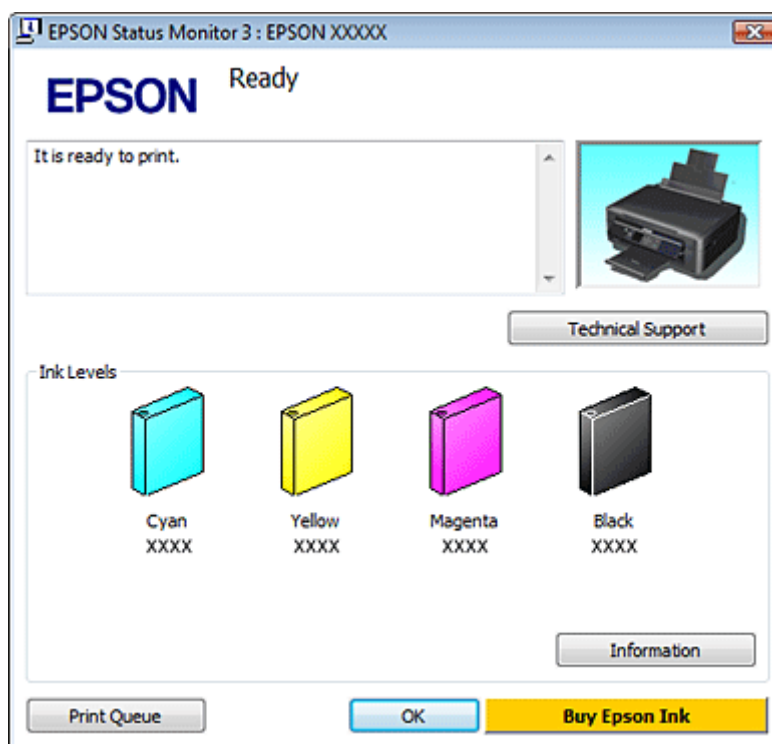 EPSON Status Monitor 3 : EPSON XXXXX
EPSON
Ready
It is ready to print.
Technical Support
Ink Levels
Cyan Yellow Magenta Black
XXXX XXXX XXXX XXXX
Information
Print Queue OK Buy Epson Ink